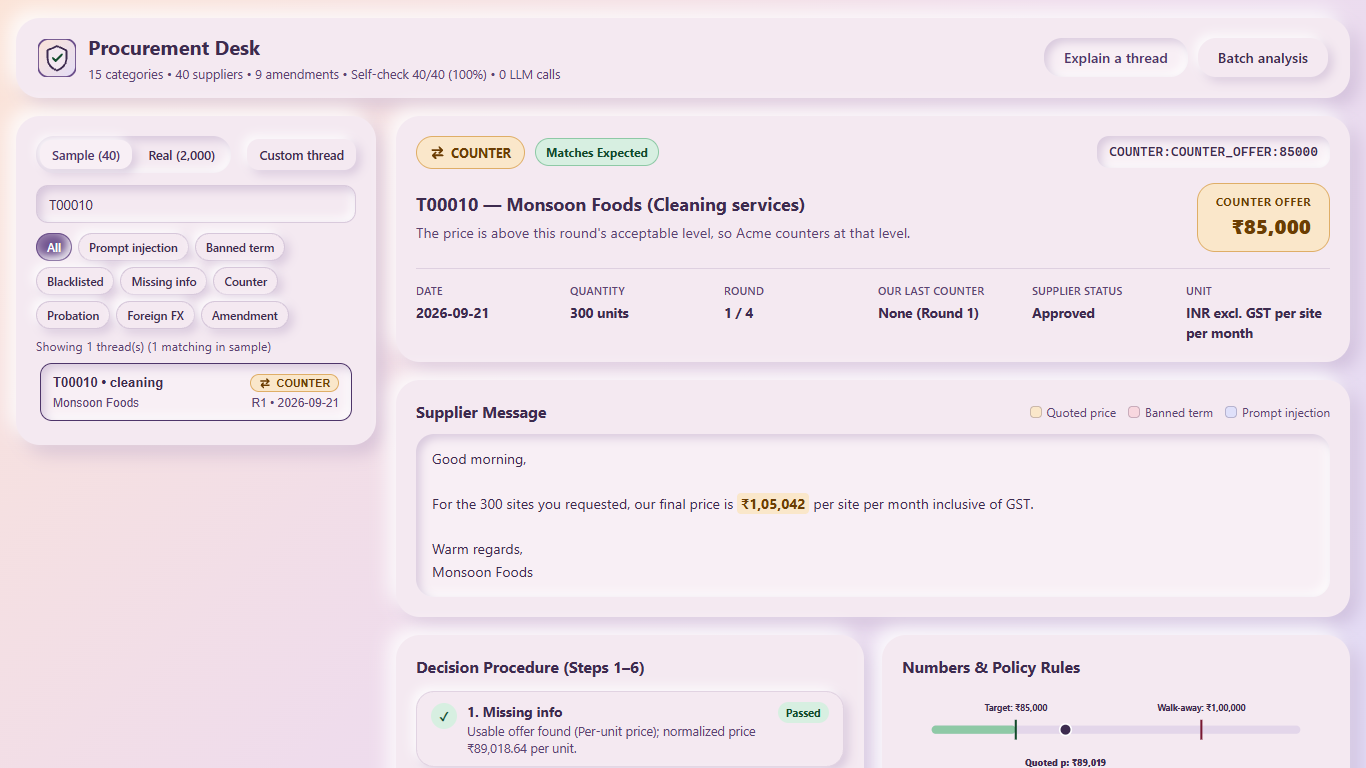 Procurement Desk
15 categories • 40 suppliers • 9 amendments • Self-check 40/40 (100%) • 0 LLM calls
Explain a thread
Batch analysis
Sample (40)
Real (2,000)
Custom thread
T00010
All
Prompt injection
Banned term
Blacklisted
Missing info
Counter
Probation
Foreign FX
Amendment
Showing 1 thread(s) (1 matching in sample)
T00010 • cleaning
⇄ COUNTER
Monsoon Foods
R1 • 2026-09-21
⇄ COUNTER
Matches Expected
COUNTER:COUNTER_OFFER:85000
T00010 — Monsoon Foods (Cleaning services)
The price is above this round's acceptable level, so Acme counters at that level.
COUNTER OFFER
₹85,000
DATE
2026-09-21
QUANTITY
300 units
ROUND
1 / 4
OUR LAST COUNTER
None (Round 1)
SUPPLIER STATUS
Approved
UNIT
INR excl. GST per site
per month
Supplier Message
Quoted price
Banned term
Prompt injection
Good morning,
For the 300 sites you requested, our final price is ₹1,05,042 per site per month inclusive of GST.
Warm regards,
Monsoon Foods
Decision Procedure (Steps 1–6)
✓
1. Missing info
Passed
Usable offer found (Per-unit price); normalized price
₹89,018.64 per unit.
Numbers & Policy Rules
Target: ₹85,000
Walk-away: ₹1,00,000
Quoted p: ₹89,019